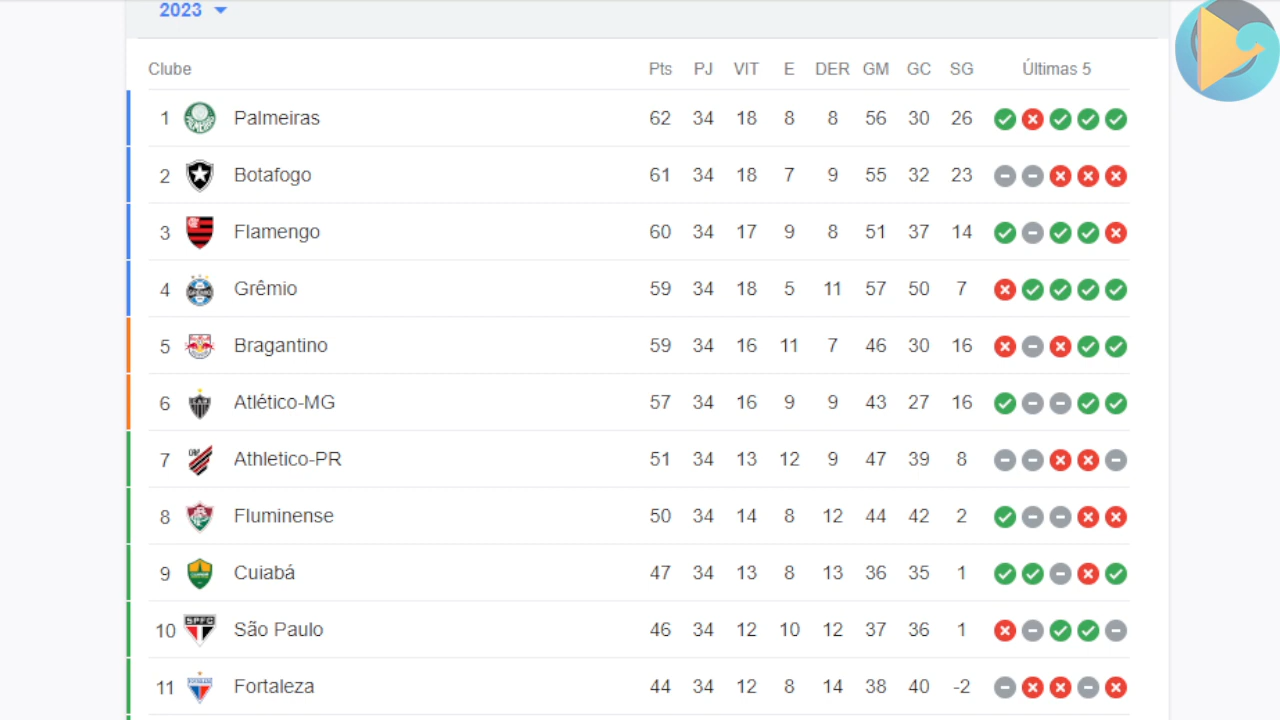 2023
Clube Pts PJ VIT E DER GM GC SG Últimas 5
1 Palmeiras 62 34 18 8 8 56 30 26
2 Botafogo 61 34 18 7 9 55 32 23
3 Flamengo 60 34 17 9 8 51 37 14
4 Grêmio 59 34 18 5 11 57 50 7
5 Bragantino 59 34 16 11 7 46 30 16
6 Atlético-MG 57 34 16 9 9 43 27 16
7 Athletico-PR 51 34 13 12 9 47 39 8
8 Fluminense 50 34 14 8 12 44 42 2
9 Cuiabá 47 34 13 8 13 36 35 1
10 SPFC São Paulo 46 34 12 10 12 37 36 1
11 Fortaleza 44 34 12 8 14 38 40 -2